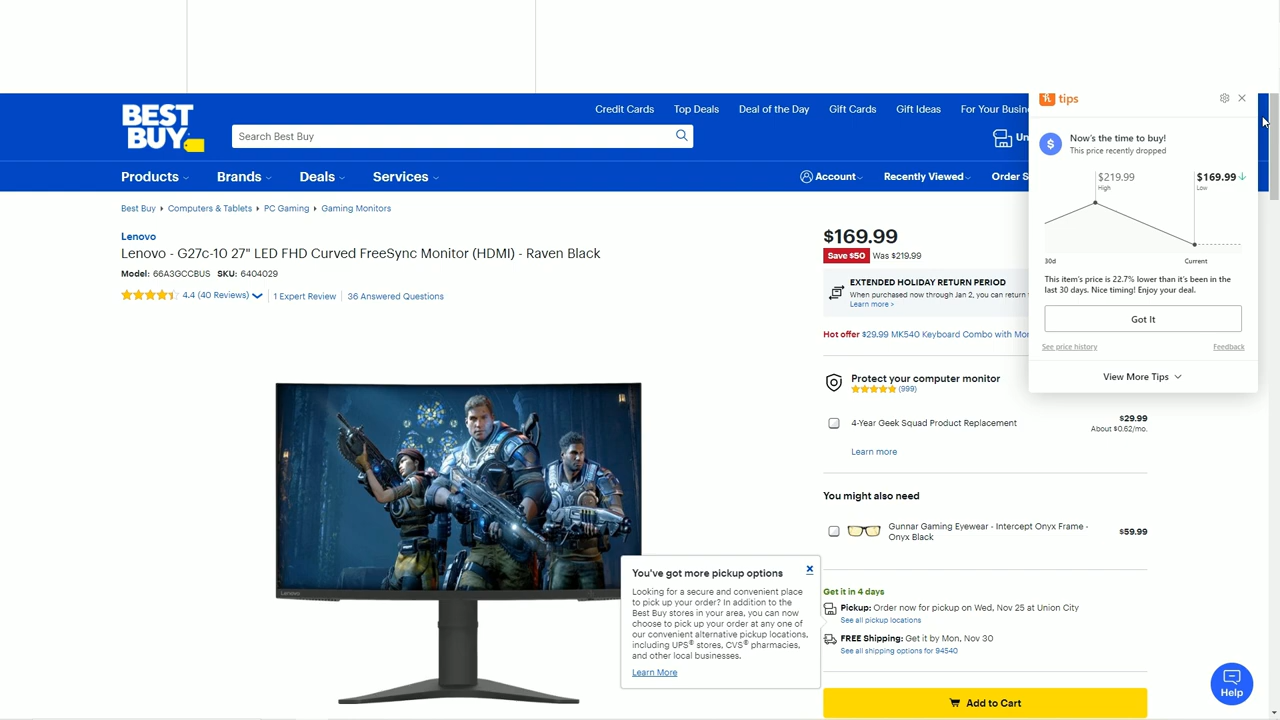 BEST
BUY
Search Best Buy
Credit Cards
Top Deals
Deal of the Day
Gift Cards
Gift Ideas
Products
Brands
Deals
Services
Account
Recently Viewed
Best Buy
Computers & Tablets
PC Gaming
Gaming Monitors
Lenovo
Lenovo - G27c-10 27" LED FHD Curved FreeSync Monitor (HDMI) - Raven Black
Model: 66A3GCCBUS SKU: 6404029
4.4 (40 Reviews)
1 Expert Review
36 Answered Questions
Lenovo
$169.99
Save $50 Was $219.99
EXTENDED HOLIDAY RETURN PERIOD
When purchased now through Jan 2, you can return
Learn more >
Hot offer $29.99 MK540 Keyboard Combo with
Protect your computer monitor
(999)
4-Year Geek Squad Product Replacement
$29.99
About $0.62/mo.
Learn more
You might also need
Gunnar Gaming Eyewear - Intercept Onyx Frame -
Onyx Black
$59.99
Get it in 4 days
Pickup: Order now for pickup on Wed, Nov 25 at Union City
See all pickup locations
FREE Shipping: Get it by Mon, Nov 30
See all shipping options for 94540
Add to Cart
You've got more pickup options
Looking for a secure and convenient place
to pick up your order? In addition to the
Best Buy stores in your area, you can now
choose to pick up your order at any one of
our convenient alternative pickup locations,
including UPS® stores, CVS® pharmacies,
and other local businesses.
Learn More
tips
Now's the time to buy!
This price recently dropped
$219.99
High
$169.99
Low
30d
Current
This item's price is 22.7% lower than it's been in the
last 30 days. Nice timing! Enjoy your deal.
Got It
See price history
Feedback
View More Tips
Help